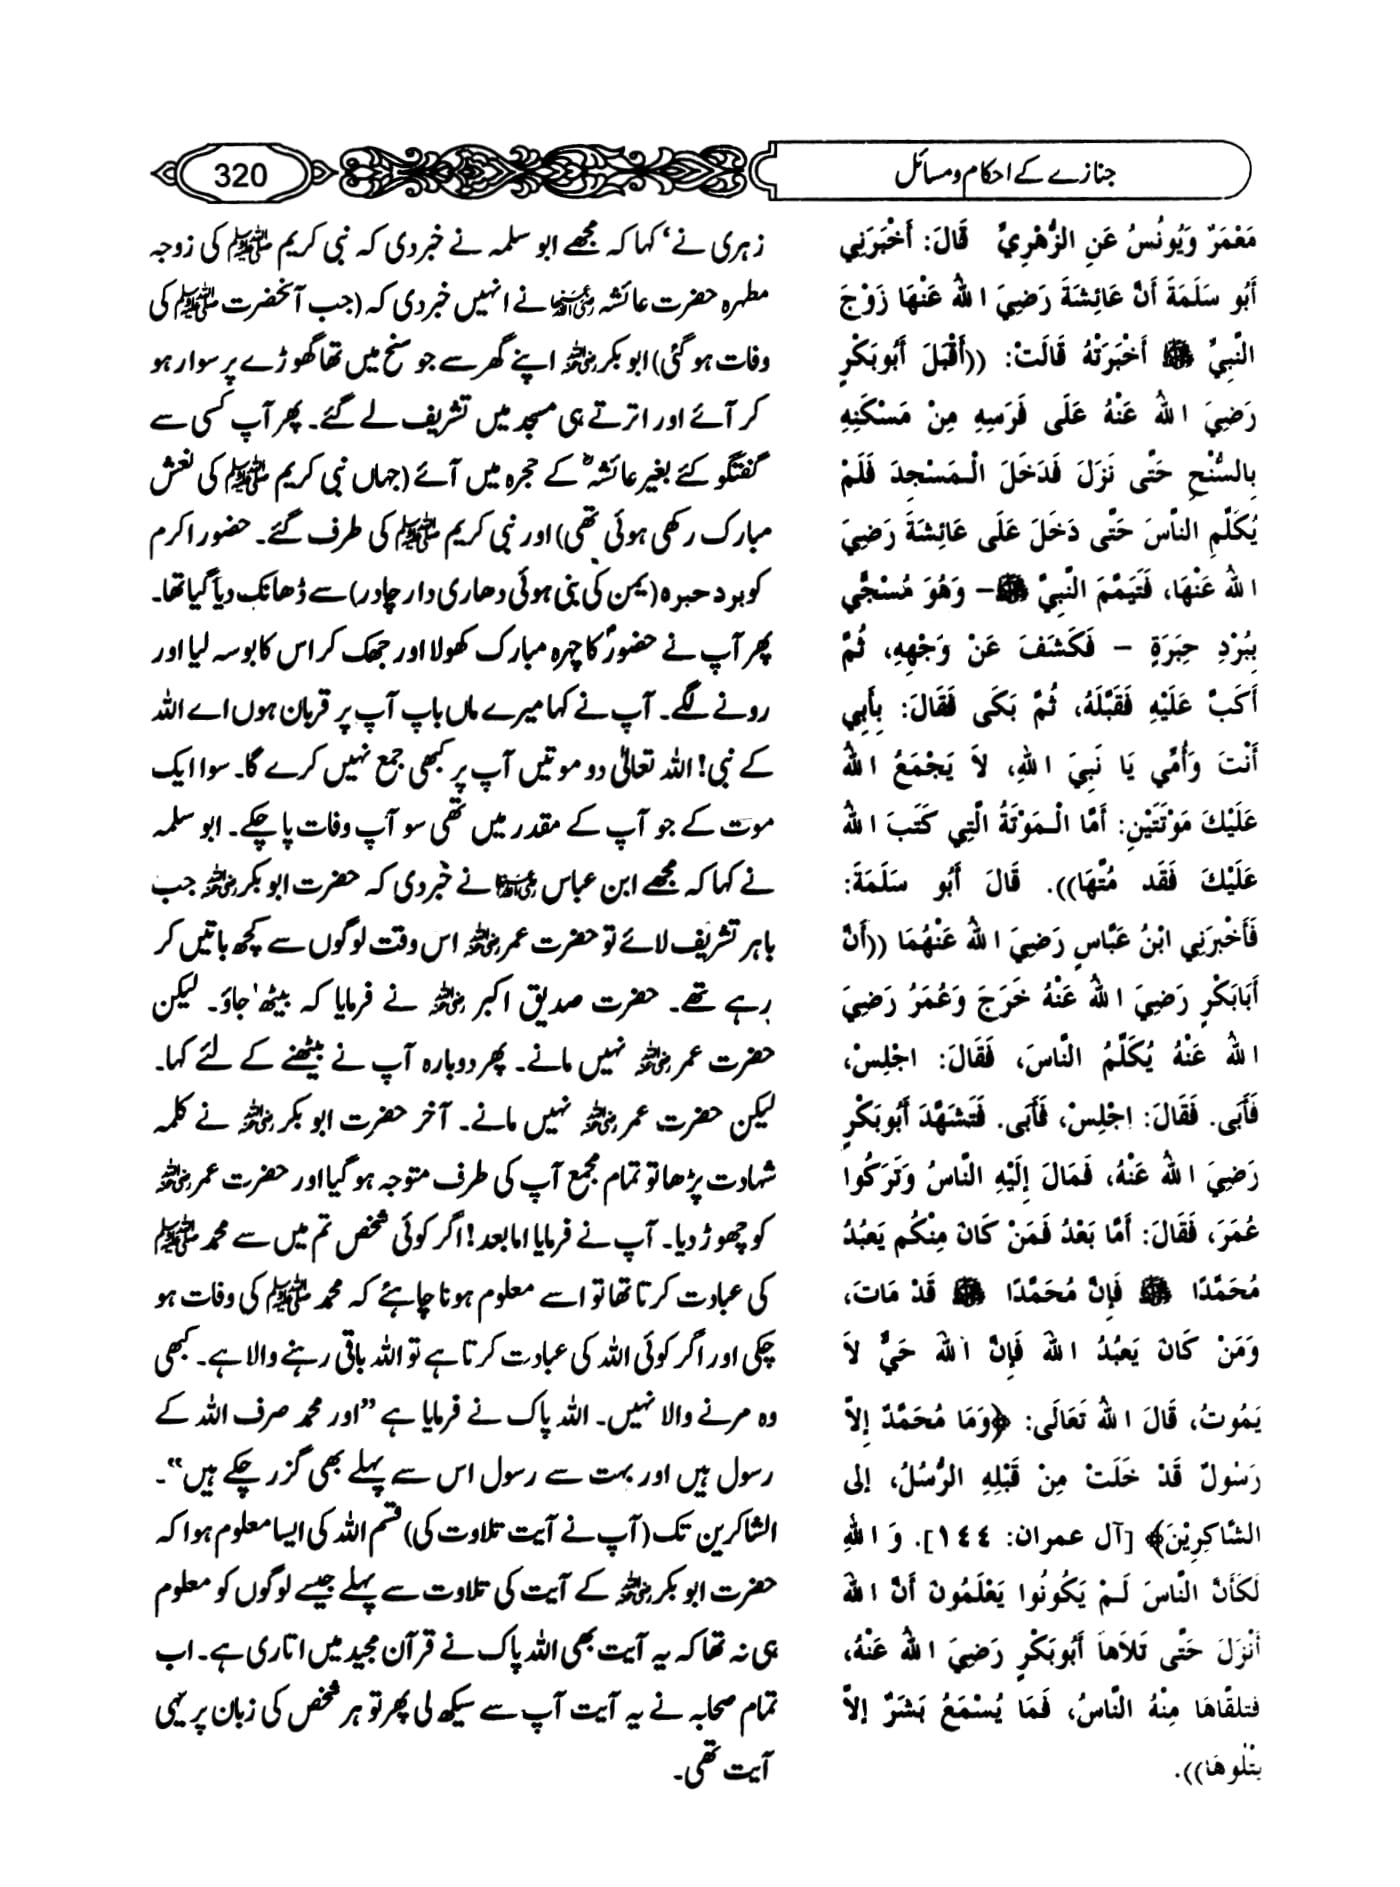 جنازے کے احکام و مسائل
320
مَعْمَرٌ وَيُونُسُ عَنِ الزُّهْرِيِّ قَالَ: أَخْبَرَنِي
أَبُو سَلَمَةَ أَنَّ عَائِشَةَ رَضِيَ اللهُ عَنْهَا زَوْجَ
النَّبِيِّ ﷺ أَخْبَرَتْهُ قَالَتْ: ((أَقْبَلَ أَبُوبَكْرٍ
رَضِيَ اللهُ عَنْهُ عَلَى فَرَسِهِ مِنْ مَسْكَنِهِ
بِالسُّنْحِ حَتَّى نَزَلَ فَدَخَلَ الْـمَسْجِدَ فَلَمْ
يُكَلِّمِ النَّاسَ حَتَّى دَخَلَ عَلَى عَائِشَةَ رَضِيَ
اللهُ عَنْهَا، فَتَيَمَّمَ النَّبِيَّ ﷺ – وَهُوَ مُسْجًّى
بِبُرْدِ حِبَرَةٍ – فَكَشَفَ عَنْ وَجْهِهِ، ثُمَّ
أَكَبَّ عَلَيْهِ فَقَبَّلَهُ، ثُمَّ بَكَى فَقَالَ: بِأَبِي
أَنْتَ وَأُمِّي يَا نَبِيَ اللهِ، لاَ يَجْمَعُ اللهُ
عَلَيْكَ مَوْتَتَيْنِ: أَمَّا الْـمَوْتَةُ الَّتِي كَتَبَ اللهُ
عَلَيْكَ فَقَد مُتَّهَا)). قَالَ أَبُو سَلَمَةَ:
فَأَخْبَرَنِي ابْنُ عَبَّاسٍ رَضِيَ اللهُ عَنْهُمَا ((أَنَّ
أَبَابَكْرٍ رَضِيَ اللهُ عَنْهُ خَرَجَ وَعُمَرُ رَضِيَ
اللهُ عَنْهُ يُكَلِّمُ النَّاسَ، فَقَالَ: اجْلِسْ،
فَأَبَى. فَقَالَ: اجْلِسْ، فَأَبَى. فَتَشَهَّدَ أَبُوبَكْرٍ
رَضِيَ اللهُ عَنْهُ، فَمَالَ إِلَيْهِ النَّاسُ وَتَرَكُوا
عُمَرَ، فَقَالَ: أَمَّا بَعْدُ فَمَنْ كَانَ مِنْكُم يَعبُدُ
مُحَمَّدًا ﷺ فَإِنَّ مُحَمَّدًا ﷺ قَدْ مَاتَ،
وَمَنْ كَانَ يَعبُدُ اللهَ فَإِنَّ اللهَ حَيٌّ لاَ
يَمُوتُ، قَالَ اللهُ تَعَالَى: ﴿وَمَا مُحَمَّدٌ إِلاَّ
رَسُولٌ قَدْ خَلَتْ مِنْ قَبْلِهِ الرُّسُلُ، إِلى
الشَّاكِرِيْنَ﴾ [آل عمران: ١٤٤]. وَ اللهِ
لَكَأَنَّ النَّاسَ لَـمْ يَكُونُوا يَعْلَمُونَ أَنَّ اللهَ
أَنْزَلَ حَتَّى تَلاَهَا أَبُوبَكْرٍ رَضِيَ اللهُ عَنْهُ،
فَتلقَّاهَا مِنْهُ النَّاسُ، فَمَا يُسْمَعُ بَشَرٌ إِلاَّ
يَتْلُوهَا)).
زہری نے، کہا کہ مجھے ابو سلمہ نے خبر دی کہ نبی کریم ﷺ کی زوجہ
مطہرہ حضرت عائشہ رضی اللہ عنہا نے انہیں خبر دی کہ (جب آنحضرت ﷺ کی
وفات ہو گئی) ابو بکر رضی اللہ عنہ اپنے گھر سے جو سنح میں تھا گھوڑے پر سوار ہو
کر آئے اور اترتے ہی مسجد میں تشریف لے گئے۔ پھر آپ کسی سے
گفتگو کئے بغیر عائشہ کے حجرہ میں آئے (جہاں نبی کریم ﷺ کی نعش
مبارک رکھی ہوئی تھی) اور نبی کریم ﷺ کی طرف گئے۔ حضور اکرم
کو برد حبرہ (یمن کی بنی ہوئی دھاری دار چادر) سے ڈھانک دیا گیا تھا۔
پھر آپ نے حضورؐ کا چہرہ مبارک کھولا اور جھک کر اس کا بوسہ لیا اور
رونے لگے۔ آپ نے کہا میرے ماں باپ آپ پر قربان ہوں اے اللہ
کے نبی! اللہ تعالیٰ دو موتیں آپ پر کبھی جمع نہیں کرے گا۔ سوا ایک
موت کے جو آپ کے مقدر میں تھی سو آپ وفات پا چکے۔ ابو سلمہ
نے کہا کہ مجھے ابن عباس رضی اللہ عنہما نے خبر دی کہ حضرت ابو بکر رضی اللہ عنہ جب
باہر تشریف لائے تو حضرت عمر رضی اللہ عنہ اس وقت لوگوں سے کچھ باتیں کر
رہے تھے۔ حضرت صدیق اکبر رضی اللہ عنہ نے فرمایا کہ بیٹھ جاؤ۔ لیکن
حضرت عمر رضی اللہ عنہ نہیں مانے۔ پھر دوبارہ آپ نے بیٹھنے کے لئے کہا۔
لیکن حضرت عمر رضی اللہ عنہ نہیں مانے۔ آخر حضرت ابو بکر رضی اللہ عنہ نے کلمہ
شہادت پڑھا تو تمام مجمع آپ کی طرف متوجہ ہو گیا اور حضرت عمر رضی اللہ عنہ
کو چھوڑ دیا۔ آپ نے فرمایا اما بعد! اگر کوئی شخص تم میں سے محمد ﷺ
کی عبادت کرتا تھا تو اسے معلوم ہونا چاہئے کہ محمد ﷺ کی وفات ہو
چکی اور اگر کوئی اللہ کی عبادت کرتا ہے تو اللہ باقی رہنے والا ہے۔ کبھی
وہ مرنے والا نہیں۔ اللہ پاک نے فرمایا ہے ”اور محمد صرف اللہ کے
رسول ہیں اور بہت سے رسول اس سے پہلے بھی گزر چکے ہیں“۔
الشاکرین تک (آپ نے آیت تلاوت کی) قسم اللہ کی ایسا معلوم ہوا کہ
حضرت ابو بکر رضی اللہ عنہ کے آیت کی تلاوت سے پہلے جیسے لوگوں کو معلوم
ہی نہ تھا کہ یہ آیت بھی اللہ پاک نے قرآن مجید میں اتاری ہے۔ اب
تمام صحابہ نے یہ آیت آپ سے سیکھ لی پھر تو ہر شخص کی زبان پر یہی
آیت تھی۔